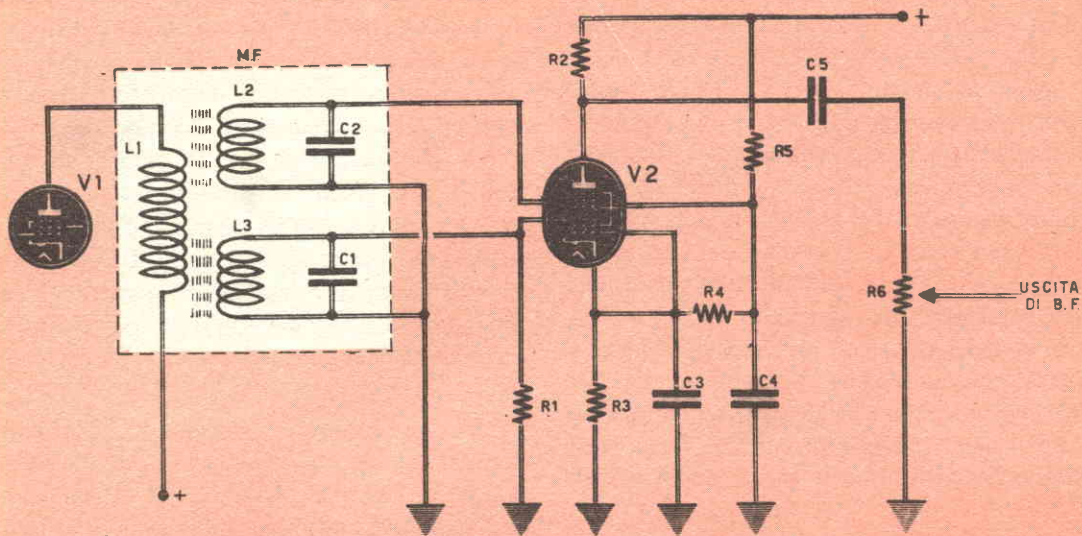 M.F
L1
L2
C2
L3
C1
V1
+
R2
V2
C5
+
R5
R4
R1
R3
C3
C4
R6
USCITA
DI B.F.